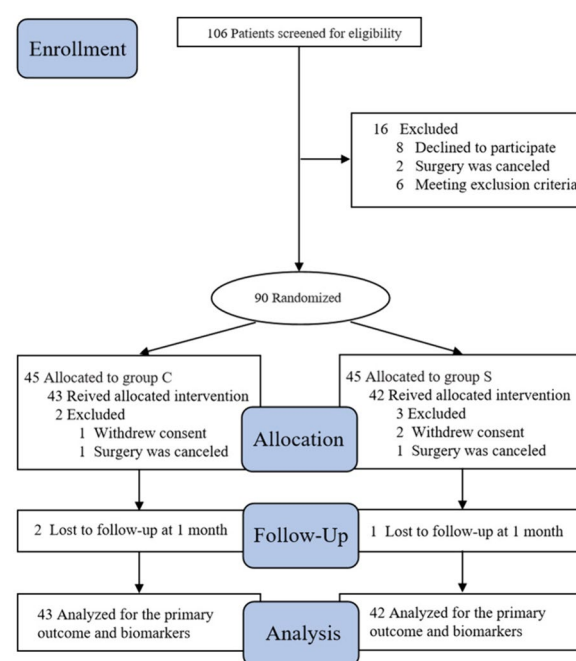 106 Patients screened for eligibility
Enrollment
16 Excluded
8 Declined to participate
2 Surgery was canceled
6 Meeting exclusion criteria
90 Randomized
45 Allocated to group C
43 Reived allocated intervention
2 Excluded
1 Withdrew consent
1 Surgery was canceled
45 Allocated to group S
42 Reived allocated intervention
3 Excluded
2 Withdrew consent
1 Surgery was canceled
Allocation
2 Lost to follow-up at 1 month
Follow-Up
1 Lost to follow-up at 1 month
43 Analyzed for the primary
outcome and biomarkers
Analysis
42 Analyzed for the primary
outcome and biomarkers